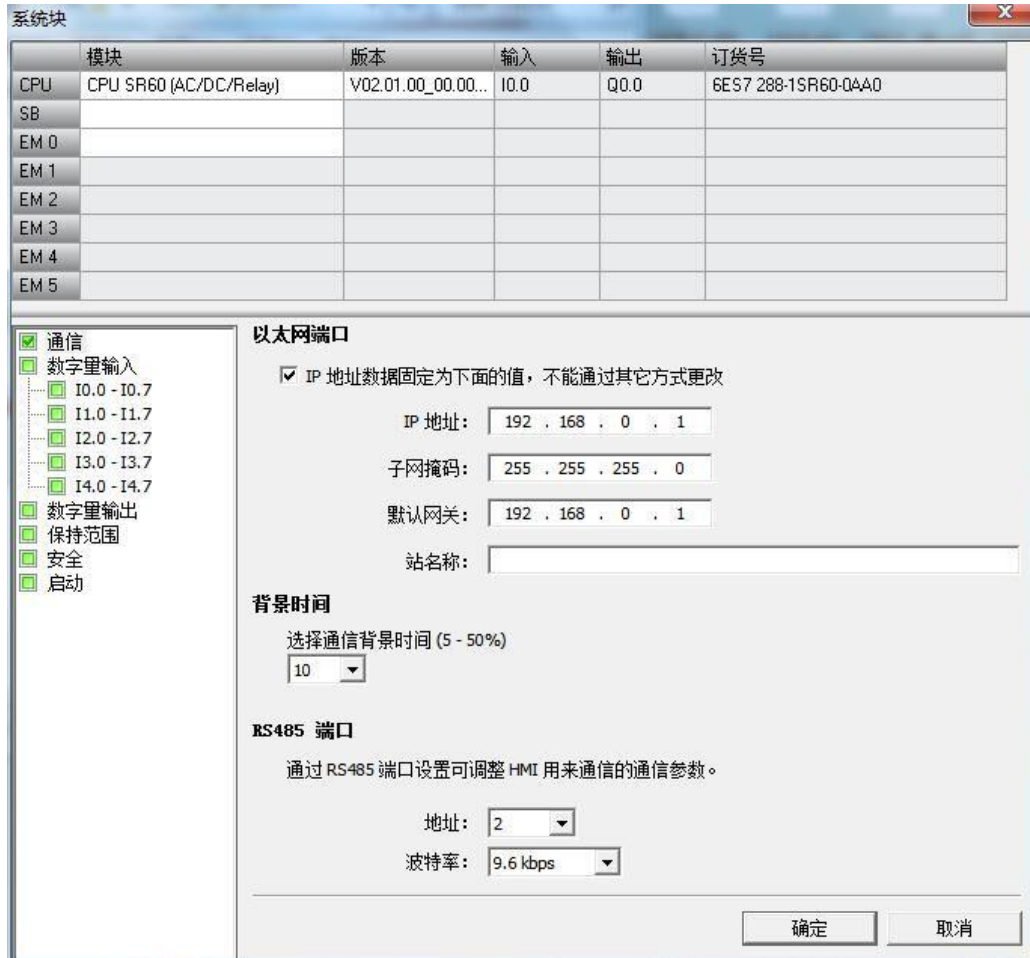 系统块
模块 版本 输入 输出 订货号
CPU CPU SR60 (AC/DC/Relay) V02.01.00_00.00... I0.0 Q0.0 6ES7 288-1SR60-0AA0
SB
EM 0
EM 1
EM 2
EM 3
EM 4
EM 5
通信
数字量输入
I0.0 - I0.7
I1.0 - I1.7
I2.0 - I2.7
I3.0 - I3.7
I4.0 - I4.7
数字量输出
保持范围
安全
启动
以太网端口
IP 地址数据固定为下面的值，不能通过其它方式更改
IP 地址： 192 . 168 . 0 . 1
子网掩码： 255 . 255 . 255 . 0
默认网关： 192 . 168 . 0 . 1
站名称：
背景时间
选择通信背景时间 (5 - 50%)
10
RS485 端口
通过 RS485 端口设置可调整 HMI 用来通信的通信参数。
地址： 2
波特率： 9.6 kbps
确定 取消